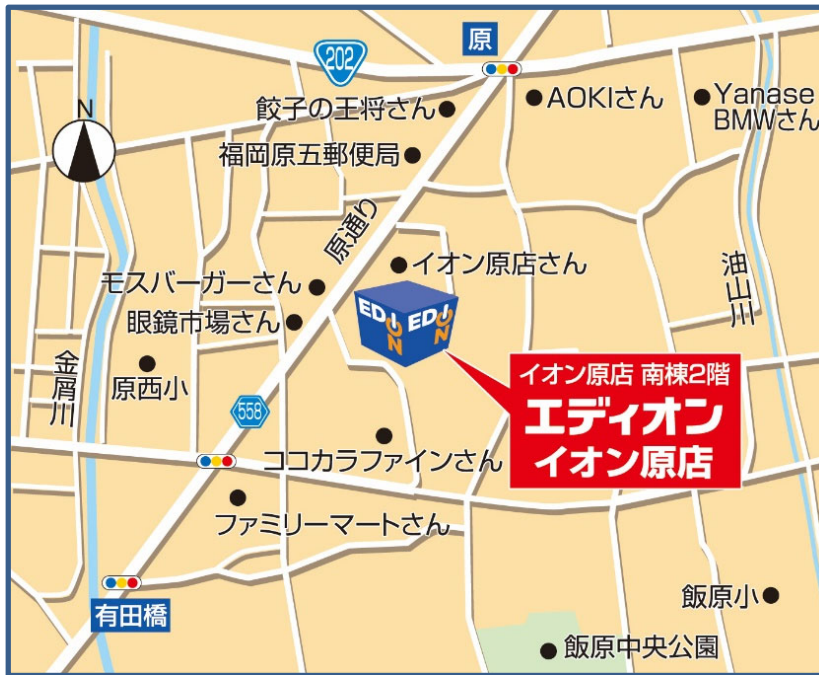 原
202
餃子の王将さん
AOKIさん
Yanase
BMWさん
N
福岡原五郵便局
原通り
イオン原店さん
油山川
モスバーガーさん
EDION
EDION
眼鏡市場さん
金屑川
原西小
イオン原店 南棟2階
エディオン
イオン原店
558
ココカラファインさん
ファミリーマートさん
有田橋
飯原小
飯原中央公園